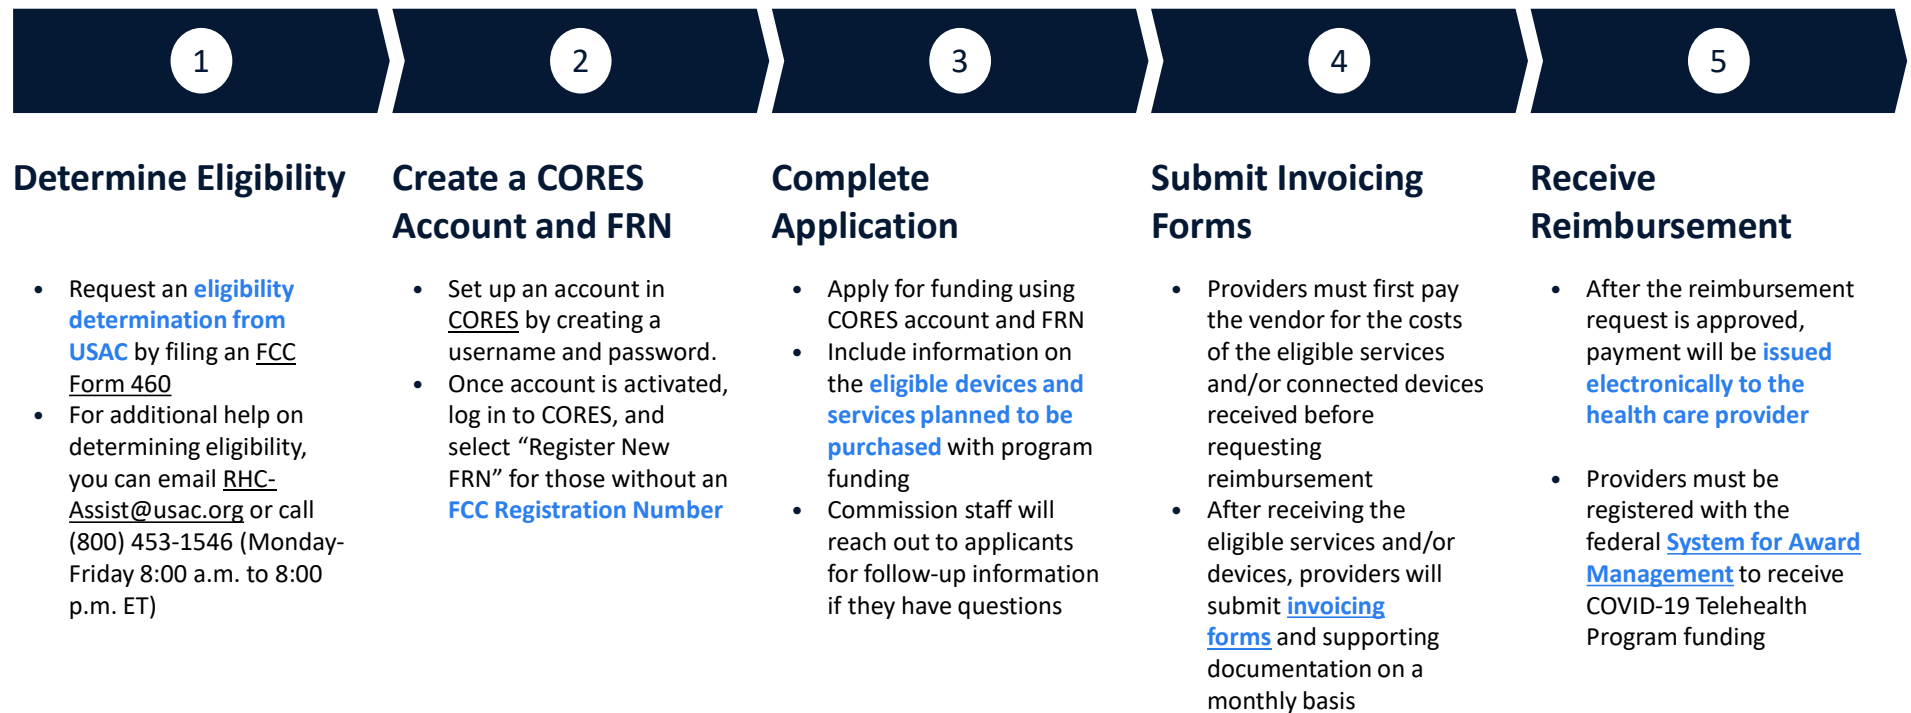 1
2
3
4
5
Determine Eligibility
• Request an eligibility
determination from
USAC by filing an FCC
Form 460
• For additional help on
determining eligibility,
you can email RHC-
Assist@usac.org or call
(800) 453-1546 (Monday-
Friday 8:00 a.m. to 8:00
p.m. ET)
Create a CORES
Account and FRN
• Set up an account in
CORES by creating a
username and password.
• Once account is activated,
log in to CORES, and
select “Register New
FRN” for those without an
FCC Registration Number
Complete
Application
• Apply for funding using
CORES account and FRN
• Include information on
the eligible devices and
services planned to be
purchased with program
funding
• Commission staff will
reach out to applicants
for follow-up information
if they have questions
Submit Invoicing
Forms
• Providers must first pay
the vendor for the costs
of the eligible services
and/or connected devices
received before
requesting
reimbursement
• After receiving the
eligible services and/or
devices, providers will
submit invoicing
forms and supporting
documentation on a
monthly basis
Receive
Reimbursement
• After the reimbursement
request is approved,
payment will be issued
electronically to the
health care provider
• Providers must be
registered with the
federal System for Award
Management to receive
COVID-19 Telehealth
Program funding